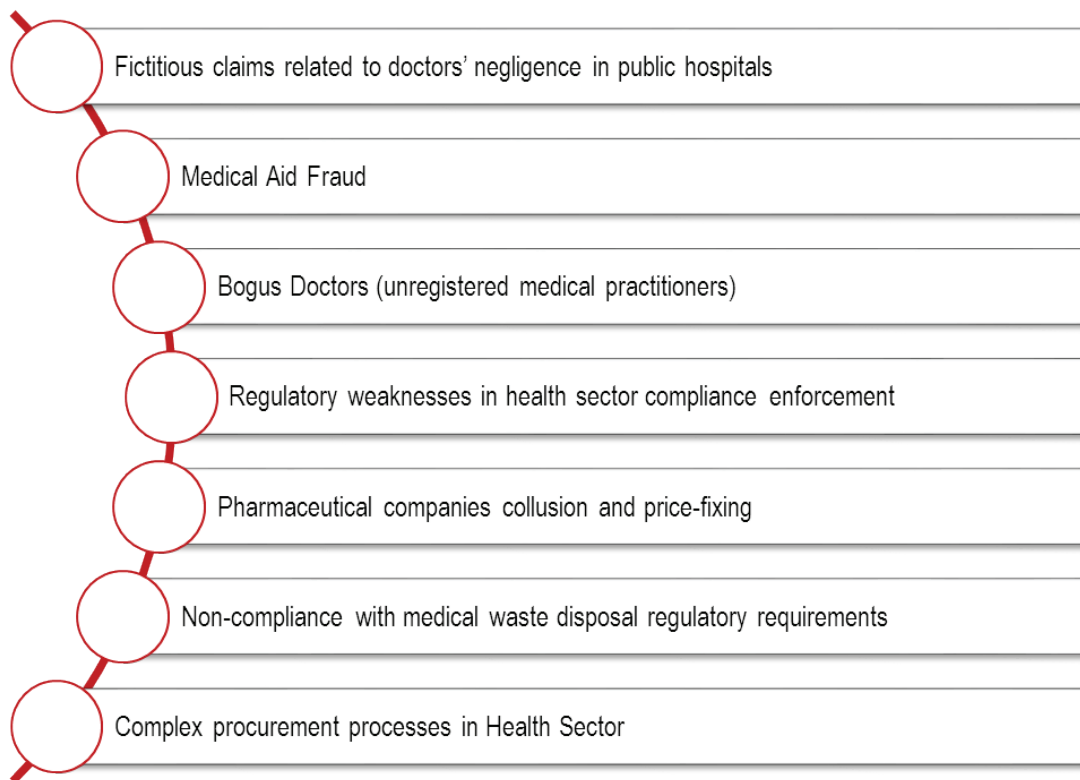 Fictitious claims related to doctors’ negligence in public hospitals
Medical Aid Fraud
Bogus Doctors (unregistered medical practitioners)
Regulatory weaknesses in health sector compliance enforcement
Pharmaceutical companies collusion and price-fixing
Non-compliance with medical waste disposal regulatory requirements
Complex procurement processes in Health Sector